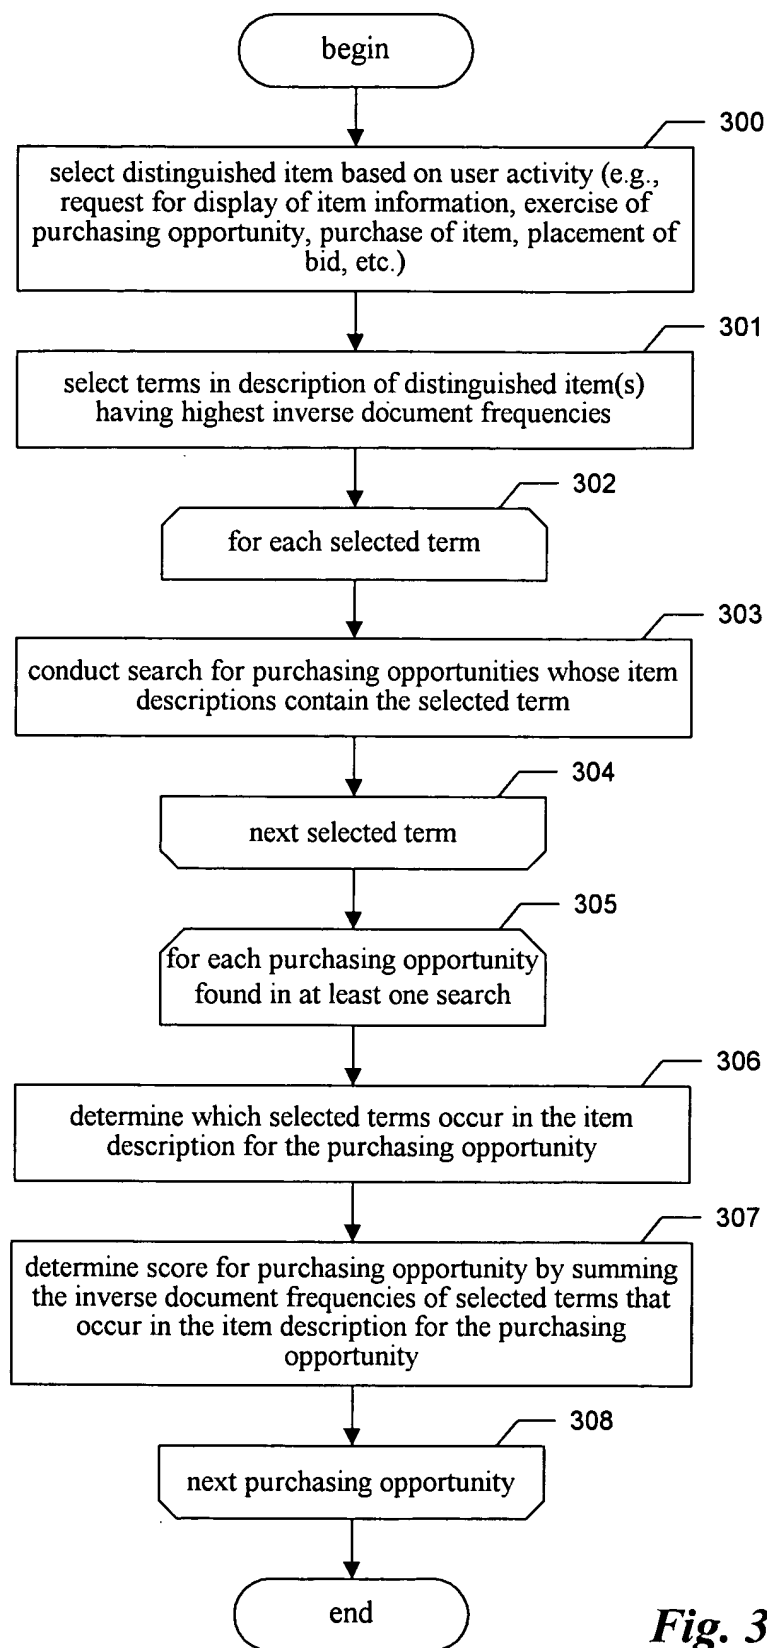 begin
300
select distinguished item based on user activity (e.g.,
request for display of item information, exercise of
purchasing opportunity, purchase of item, placement of
bid, etc.)
301
select terms in description of distinguished item(s)
having highest inverse document frequencies
302
for each selected term
303
conduct search for purchasing opportunities whose item
descriptions contain the selected term
304
next selected term
305
for each purchasing opportunity
found in at least one search
306
determine which selected terms occur in the item
description for the purchasing opportunity
307
determine score for purchasing opportunity by summing
the inverse document frequencies of selected terms that
occur in the item description for the purchasing
opportunity
308
next purchasing opportunity
end
Fig. 3